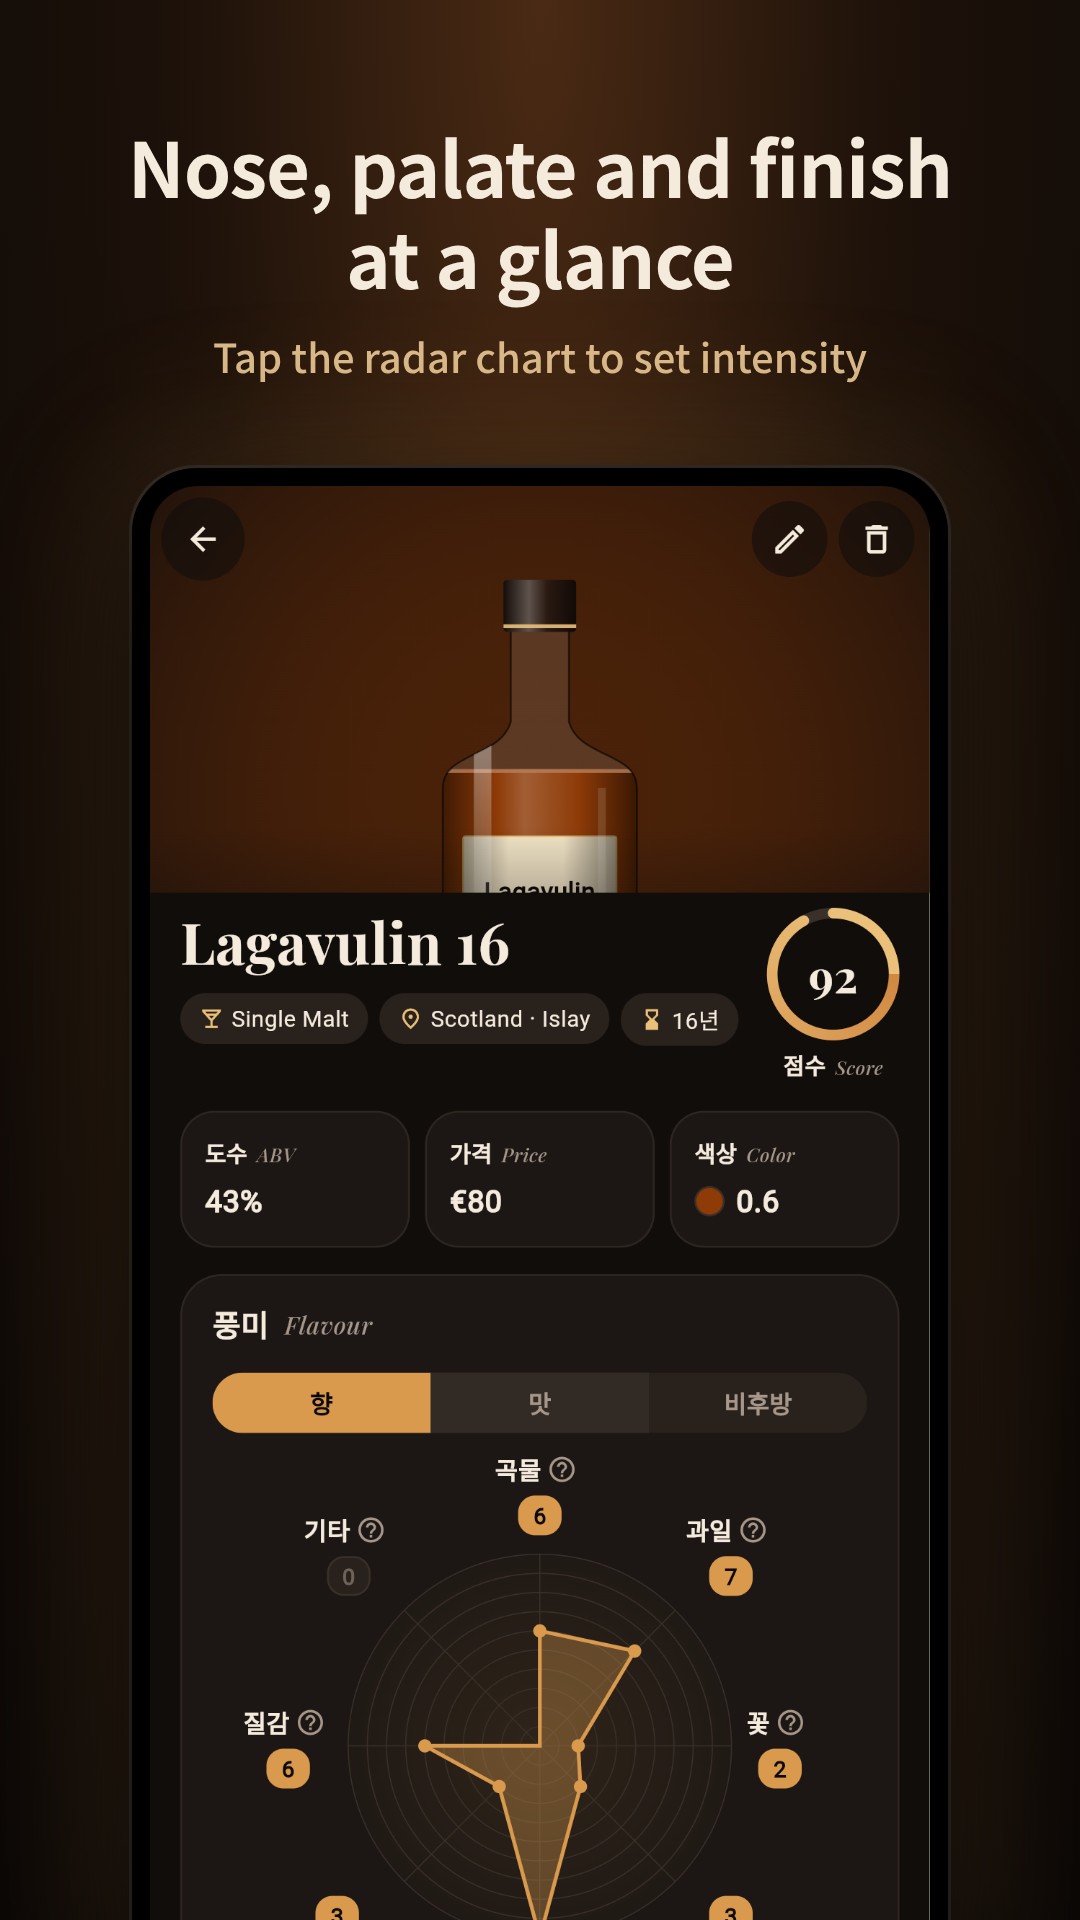 Nose, palate and finish
at a glance
Tap the radar chart to set intensity
Lagavulin
Lagavulin 16
92
Single Malt
Scotland · Islay
16년
점수 Score
도수 ABV
가격 Price
색상 Color
43%
€80
0.6
풍미 Flavour
향
맛
비후방
곡물 ?
6
기타 ?
0
과일 ?
7
질감 ?
6
꽃 ?
2
3
3